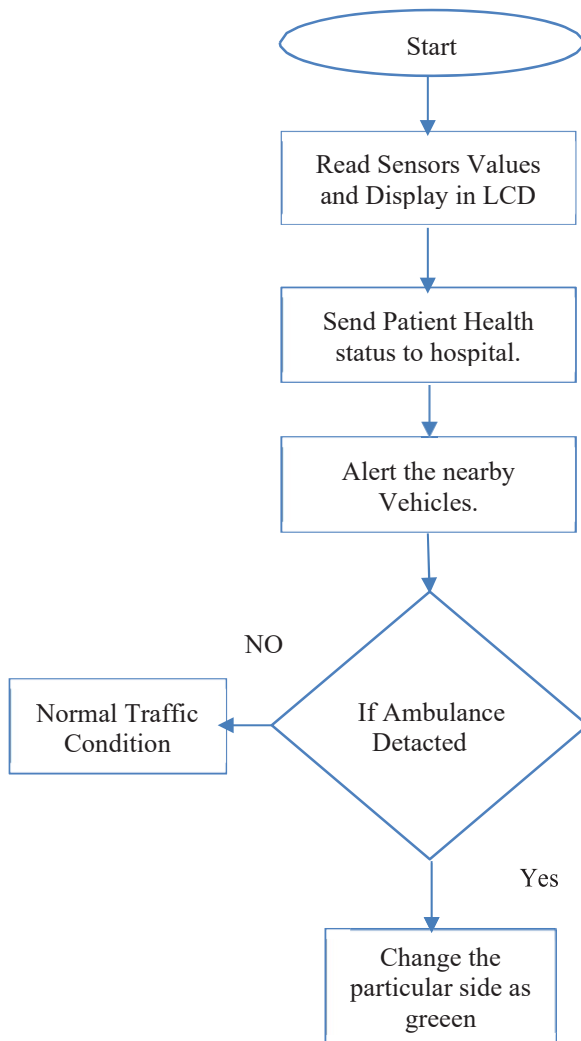 Start
Read Sensors Values
and Display in LCD
Send Patient Health
status to hospital.
Alert the nearby
Vehicles.
NO
If Ambulance
Detacted
Normal Traffic
Condition
Yes
Change the
particular side as
greeen